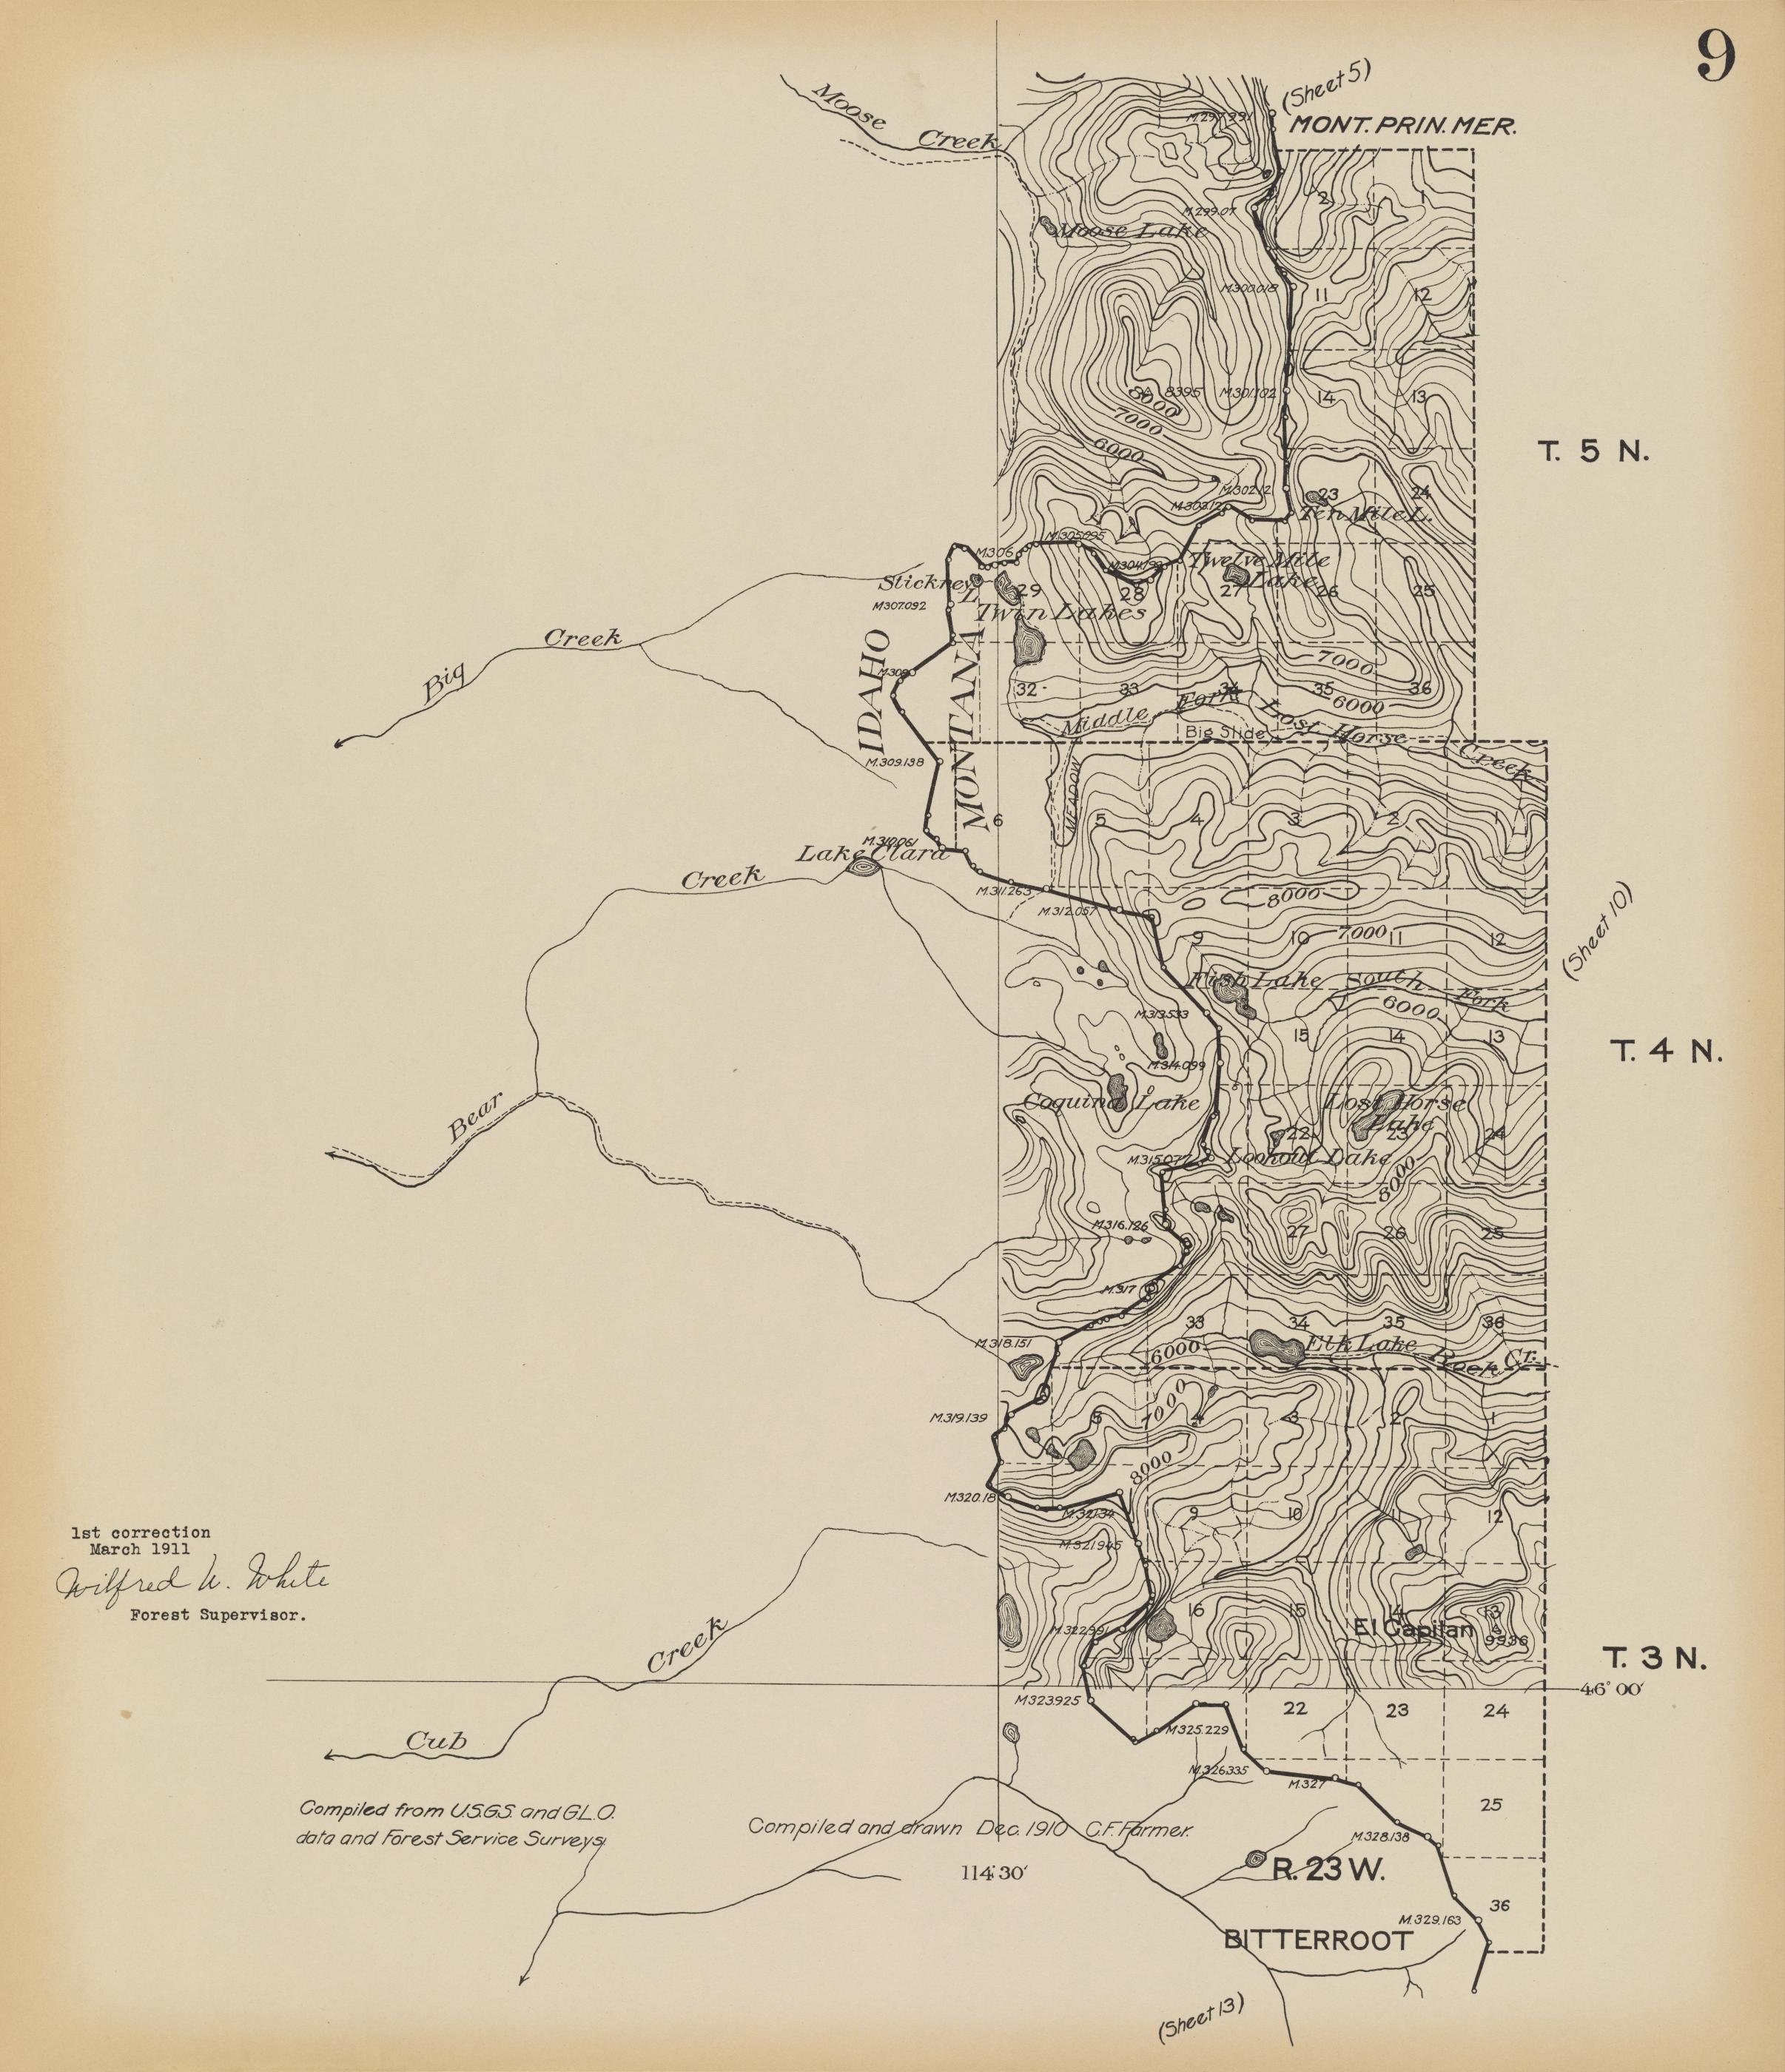 9
(Sheet 5)
MONT. PRIN. MER.
Moose Creek
M.297.991
2
1
M.299.07
Moose Lake
M.300.018
11
12
8395
M.301.102
14
13
8000
7000
6000
T. 5 N.
M.302.12
23
24
Ten Mile L.
M.305.095
M.306
Twelve Mile
Lake
Stickney
L.
29
28
27
26
25
M.307.092
Twin Lakes
Big Creek
IDAHO
MONTANA
7000
32
33
34
35
36
6000
Middle Fork Lost Horse Creek
Big Slide
M.309.138
MEADOW
6
5
4
3
2
1
M.310.061
Lake Clara
Creek
M.311.263
8000
M.312.057
9
10
7000
11
12
(Sheet 10)
Fish Lake
South Fork
6000
M.313.533
15
14
13
M.314.099
T. 4 N.
Coquina Lake
Lost Horse
Lake
Bear
22
23
24
M.315.077
Lookout Lake
8000
M.316.126
27
26
25
M.317
33
34
35
36
M.318.151
6000
Elk Lake
Rock Cr.
M.319.139
5
7000
4
3
2
1
8000
M.320.18
M.321.34
9
10
11
12
M.321.945
1st correction
March 1911
Wilfred W. White
Forest Supervisor.
16
15
14
13
El Capitan
9936
M.322.991
Creek
T. 3 N.
46° 00'
M.323.925
22
23
24
M.325.229
Cub
M.326.335
M.327
25
Compiled from U.S.G.S. and G.L.O.
data and Forest Service Surveys
Compiled and drawn Dec. 1910 C.F. Farmer.
M.328.138
114° 30'
R. 23 W.
36
M.329.163
BITTERROOT
(Sheet 13)